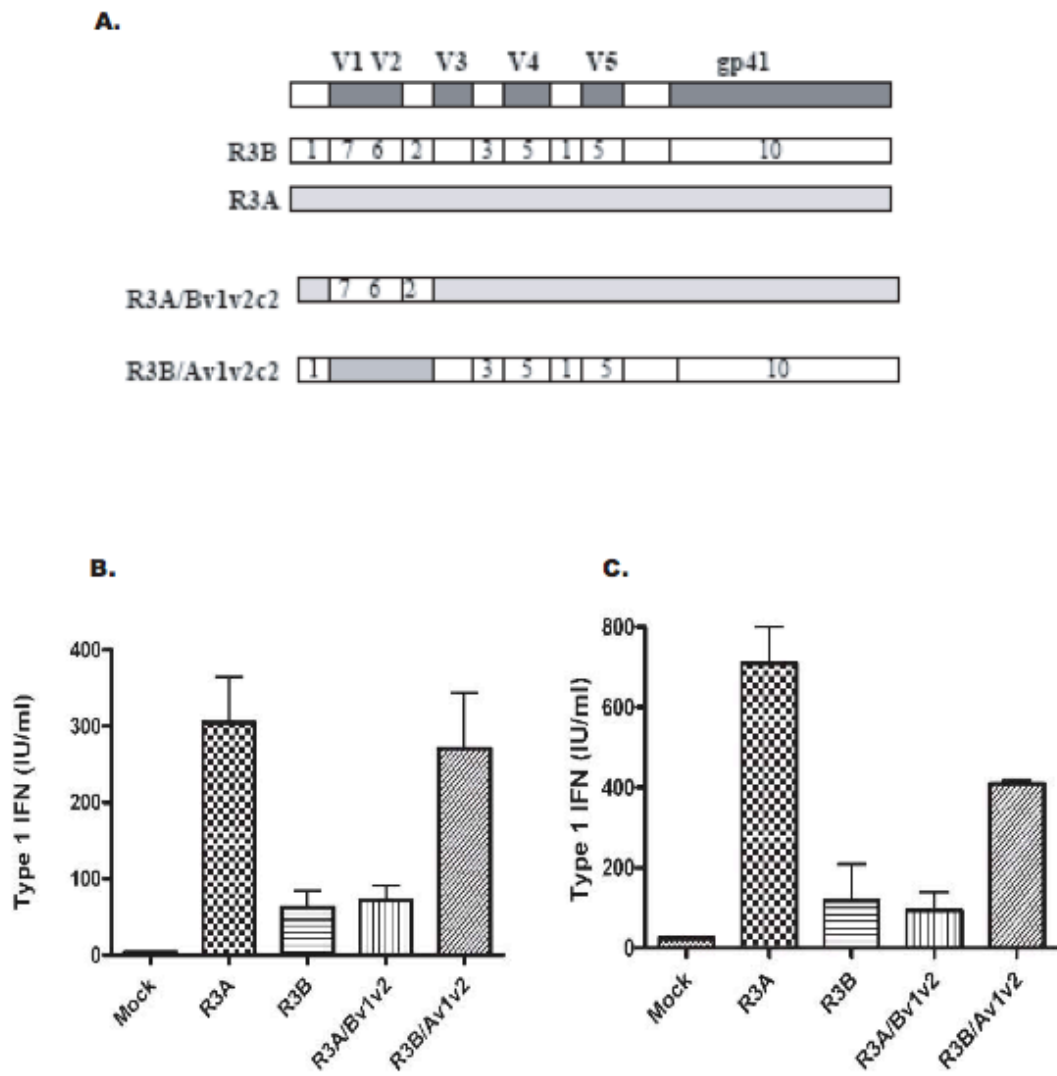 A.
V1 V2 V3 V4 V5 gp41
R3B 1 7 6 2 3 5 1 5 10
R3A
R3A/Bv1v2c2 7 6 2
R3B/Av1v2c2 1 3 5 1 5 10
B.
Type 1 IFN (IU/ml)
400
300
200
100
0
Mock R3A R3B R3A/Bv1v2 R3B/Av1v2
C.
Type 1 IFN (IU/ml)
800
600
400
200
0
Mock R3A R3B R3A/Bv1v2 R3B/Av1v2